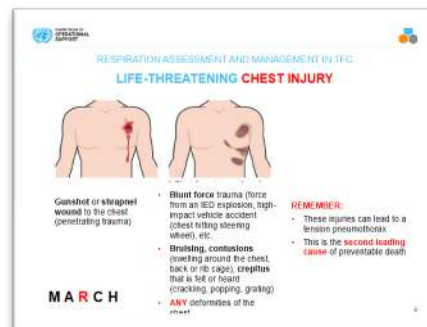 OPERATIONAL
SUPPORT
RESPIRATION ASSESSMENT AND MANAGEMENT IN TFC
LIFE-THREATENING CHEST INJURY
Gunshot or shrapnel
wound to the chest
(penetrating trauma)
• Blunt force trauma (force
from an IED explosion, high-
impact vehicle accident
(chest hitting steering
wheel), etc.
• Bruising, contusions
(swelling around the chest,
back or rib cage), crepitus
that is felt or heard
(crackling, popping, grating)
• ANY deformities of the
chest
REMEMBER:
• These injuries can lead to a
tension pneumothorax
• This is the second leading
cause of preventable death
MARCH